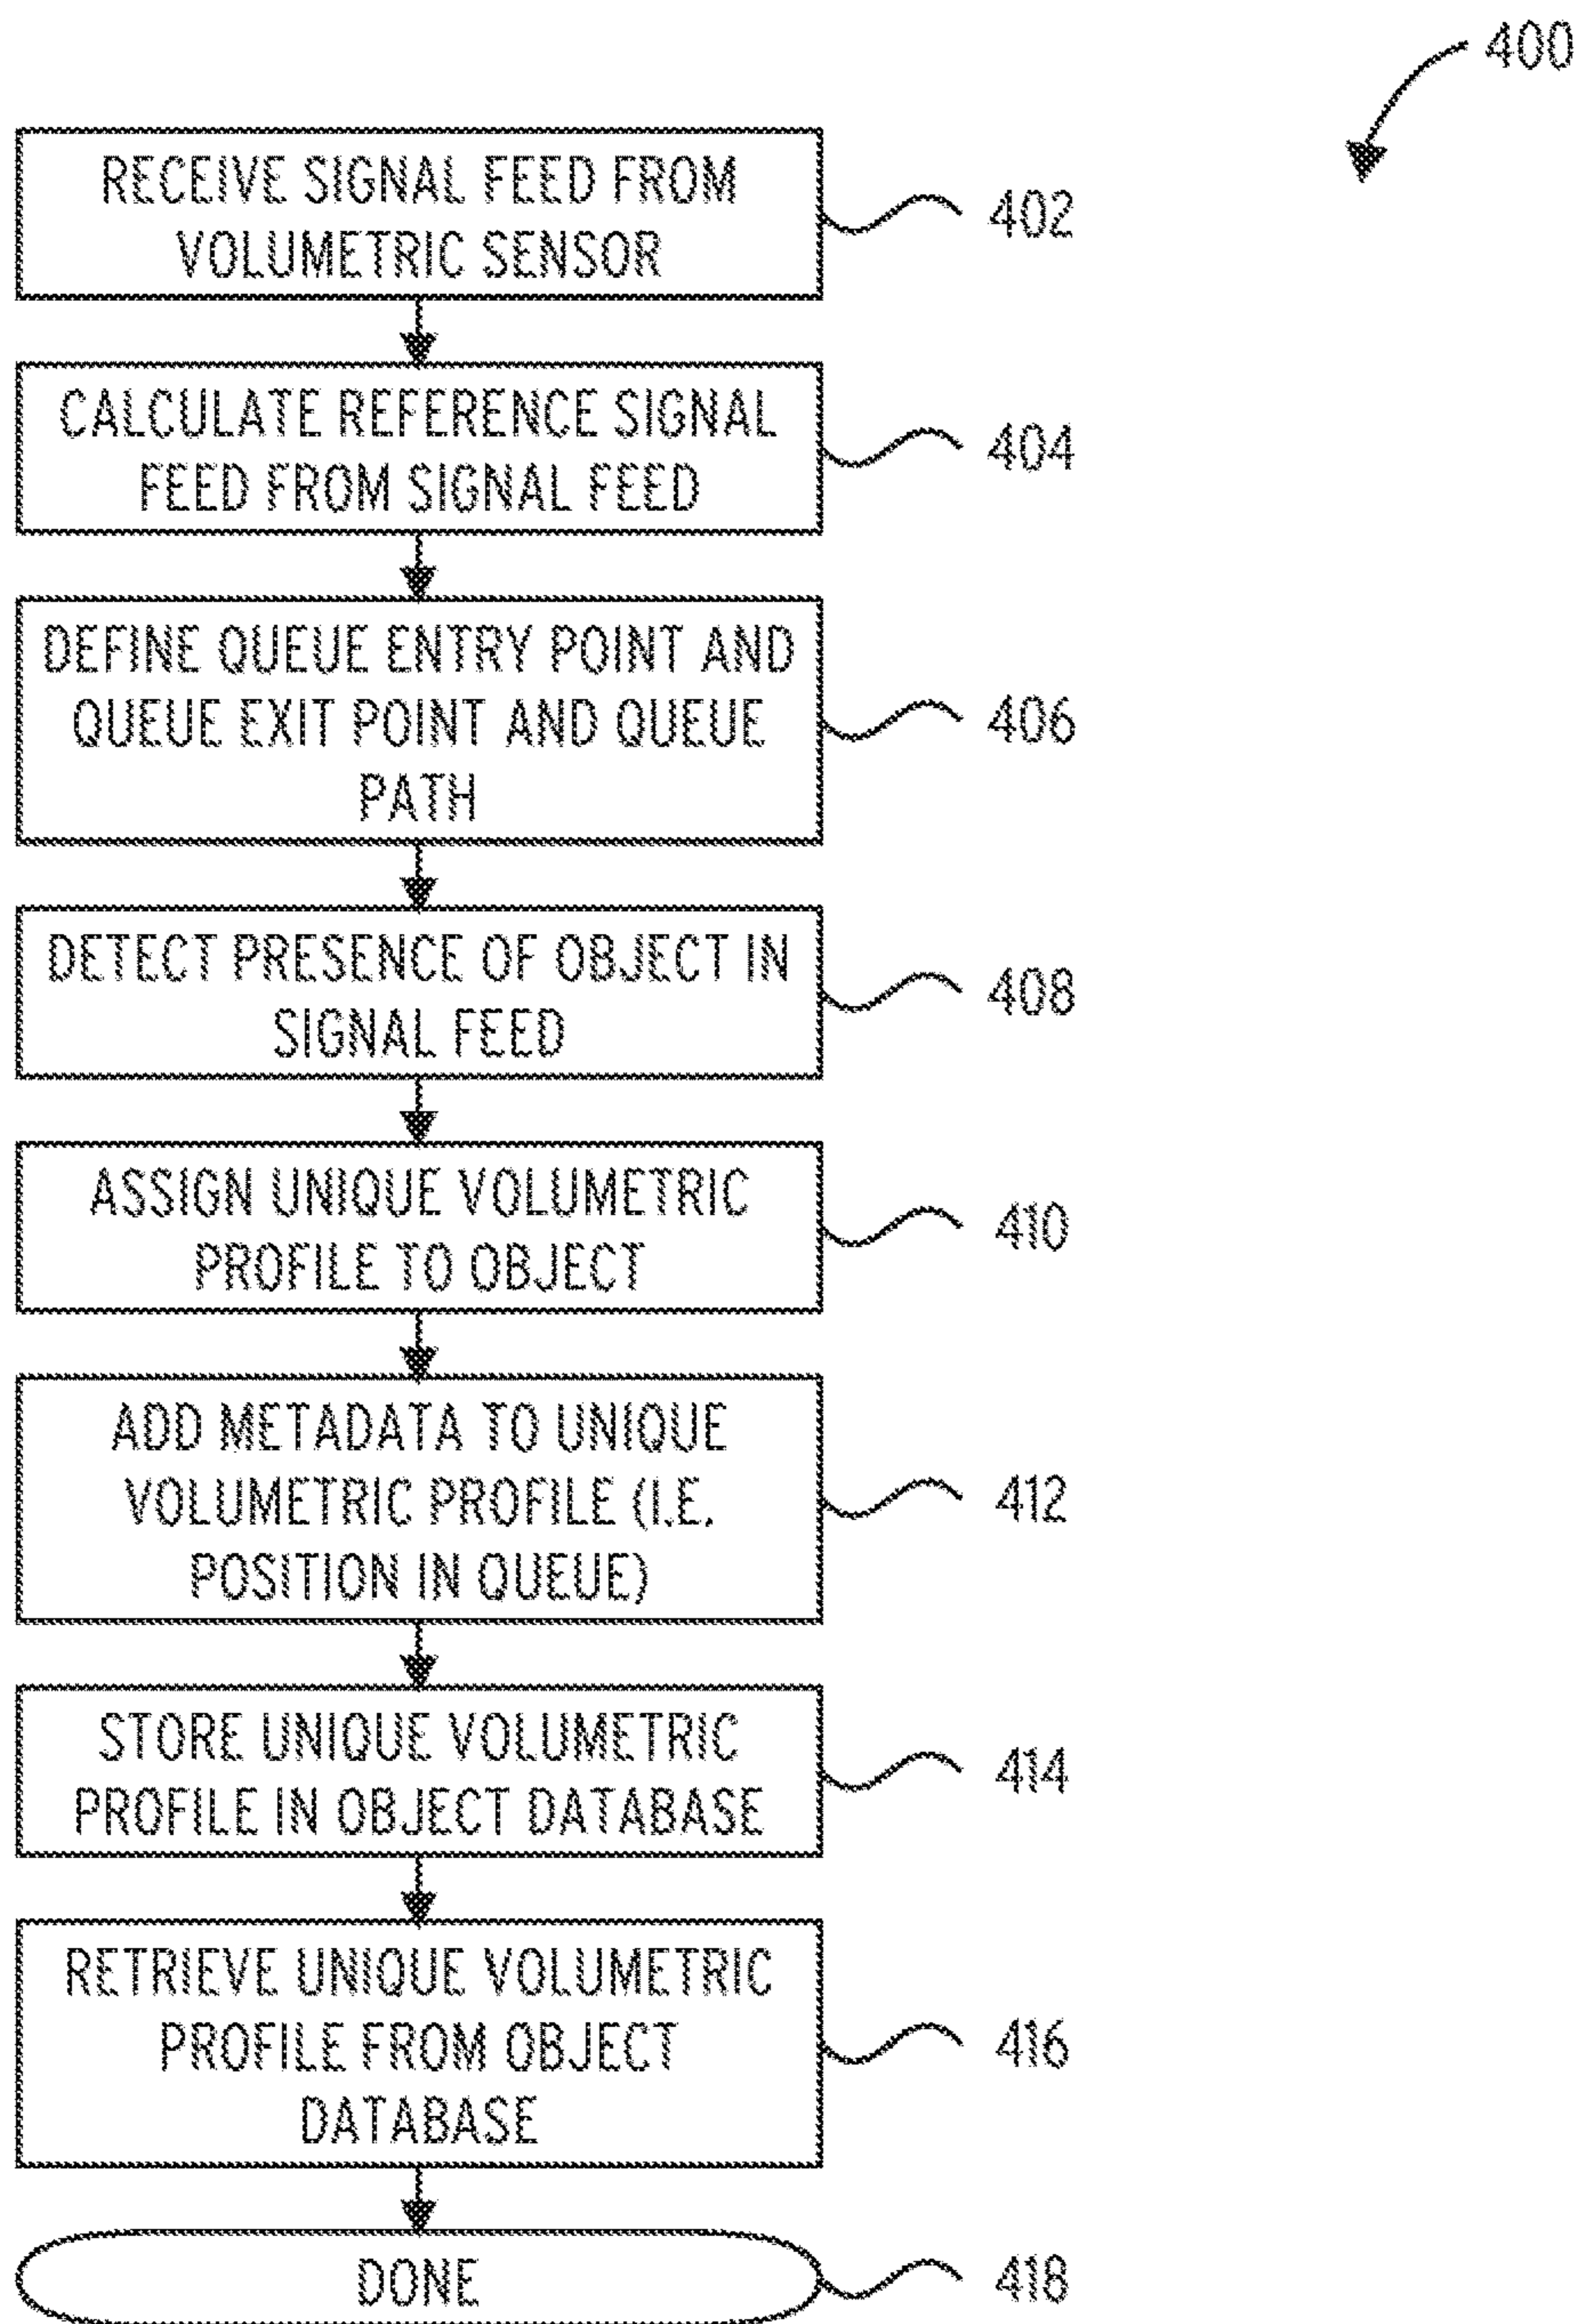 400
RECEIVE SIGNAL FEED FROM
VOLUMETRIC SENSOR
402
CALCULATE REFERENCE SIGNAL
FEED FROM SIGNAL FEED
404
DEFINE QUEUE ENTRY POINT AND
QUEUE EXIT POINT AND QUEUE
PATH
406
DETECT PRESENCE OF OBJECT IN
SIGNAL FEED
408
ASSIGN UNIQUE VOLUMETRIC
PROFILE TO OBJECT
410
ADD METADATA TO UNIQUE
VOLUMETRIC PROFILE (I.E.
POSITION IN QUEUE)
412
STORE UNIQUE VOLUMETRIC
PROFILE IN OBJECT DATABASE
414
RETRIEVE UNIQUE VOLUMETRIC
PROFILE FROM OBJECT
DATABASE
416
DONE
418